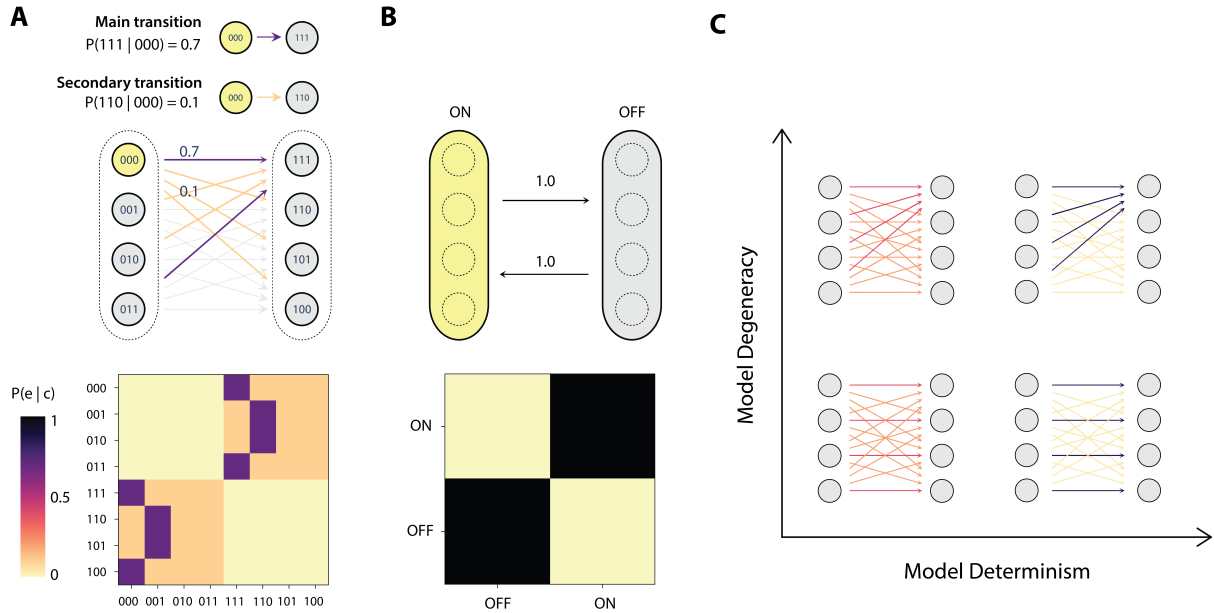 A
Main transition
P(111 | 000) = 0.7
000
111
Secondary transition
P(110 | 000) = 0.1
000
110
0.7
0.1
000
001
010
011
111
110
101
100
P(e | c)
1
0.5
0
000
001
010
011
111
110
101
100
000 001 010 011 111 110 101 100
B
ON
OFF
1.0
1.0
ON
OFF
OFF
ON
C
Model Degeneracy
Model Determinism